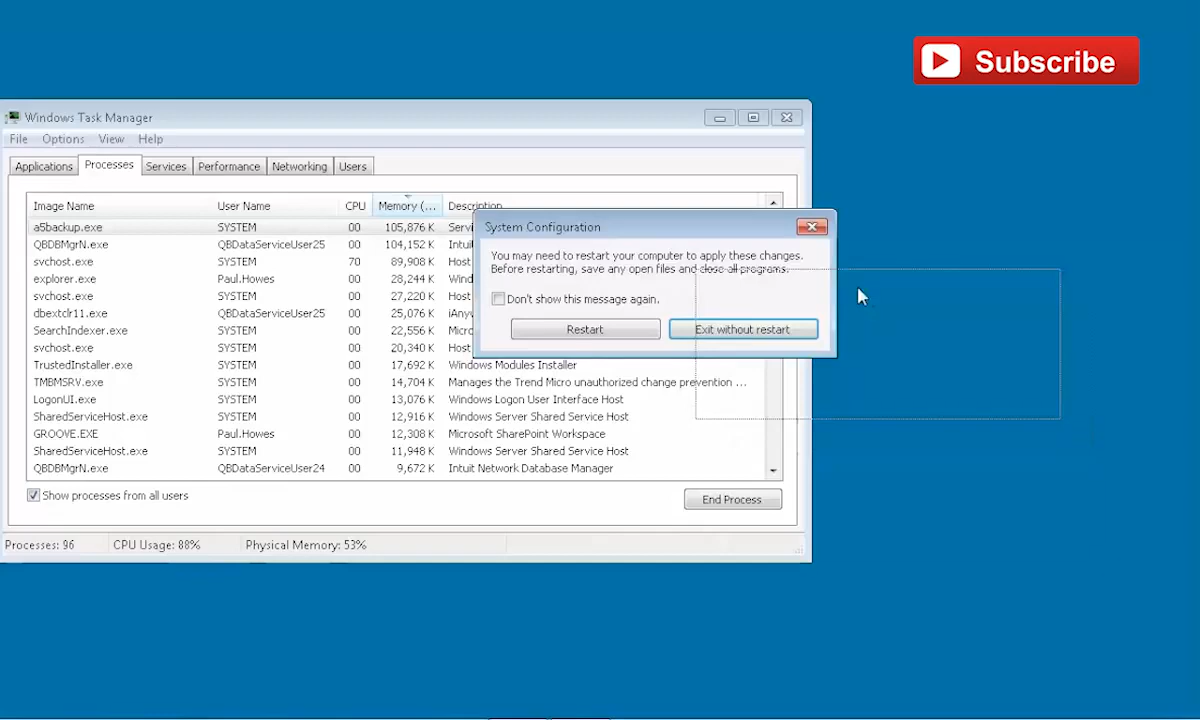 Subscribe
Windows Task Manager
File Options View Help
Applications Processes Services Performance Networking Users
Image Name User Name CPU Memory (... Description
a5backup.exe SYSTEM 00 105,876 K Servi
QBDBMgrN.exe QBDataServiceUser25 00 104,152 K Intuit
svchost.exe SYSTEM 70 89,908 K Host
explorer.exe Paul.Howes 00 28,244 K Wind
svchost.exe SYSTEM 00 27,220 K Host
dbextclr11.exe QBDataServiceUser25 00 25,076 K iAnyw
SearchIndexer.exe SYSTEM 00 22,556 K Micro
svchost.exe SYSTEM 00 20,340 K Host
TrustedInstaller.exe SYSTEM 00 17,692 K Windows Modules Installer
TMBMSRV.exe SYSTEM 00 14,704 K Manages the Trend Micro unauthorized change prevention ...
LogonUI.exe SYSTEM 00 13,076 K Windows Logon User Interface Host
SharedServiceHost.exe SYSTEM 00 12,916 K Windows Server Shared Service Host
GROOVE.EXE Paul.Howes 00 12,308 K Microsoft SharePoint Workspace
SharedServiceHost.exe SYSTEM 00 11,948 K Windows Server Shared Service Host
QBDBMgrN.exe QBDataServiceUser24 00 9,672 K Intuit Network Database Manager
Show processes from all users
End Process
Processes: 96 CPU Usage: 88% Physical Memory: 53%
System Configuration
You may need to restart your computer to apply these changes.
Before restarting, save any open files and close all programs.
Don't show this message again.
Restart Exit without restart